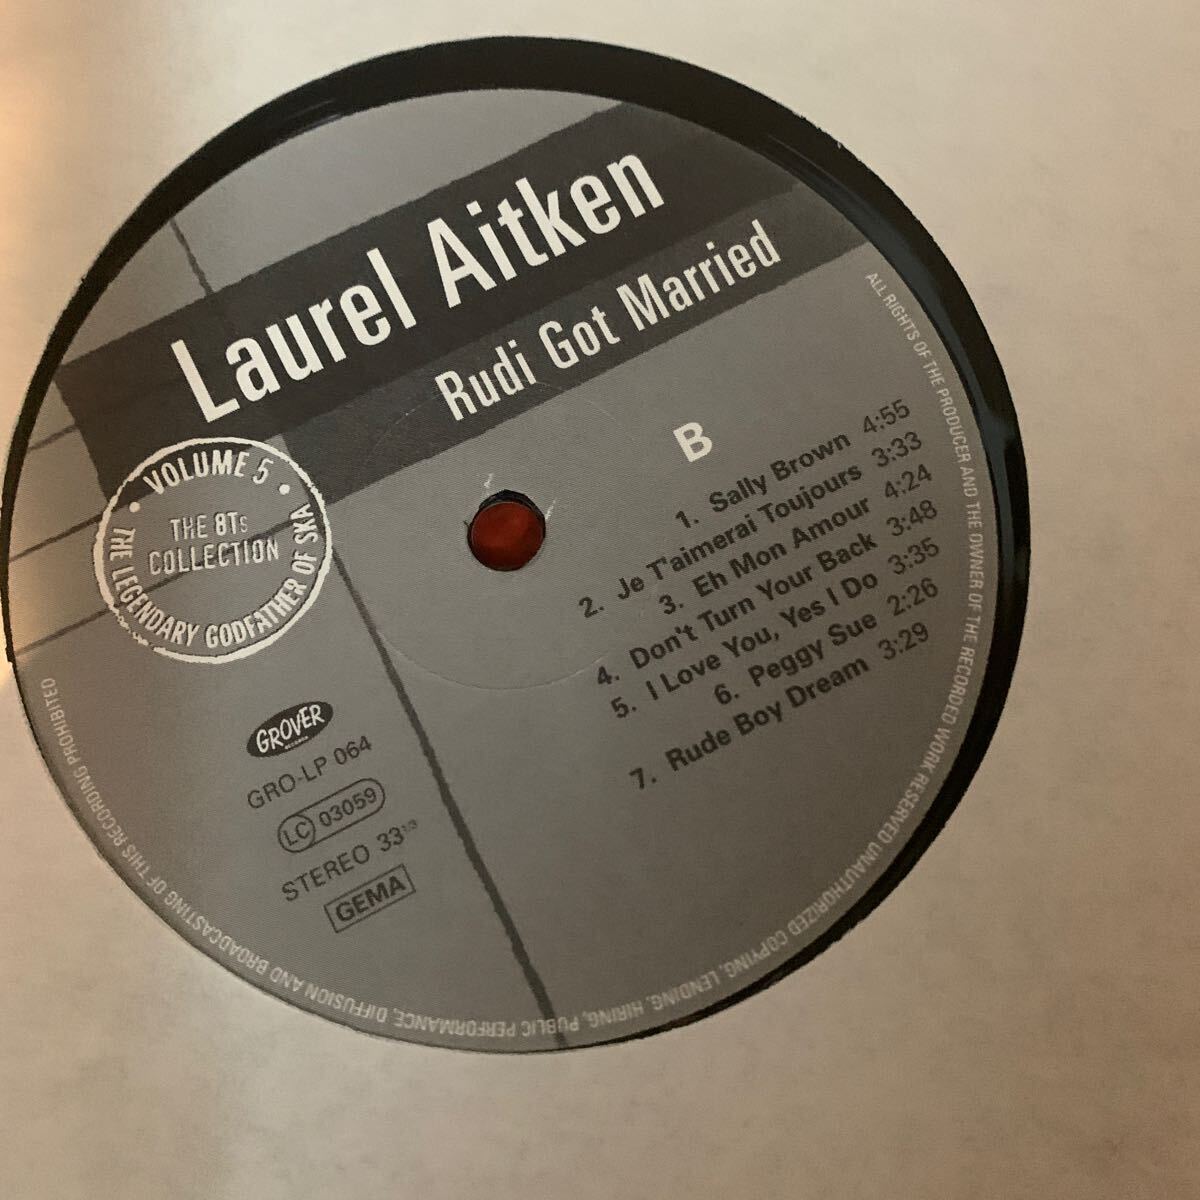 Laurel Aitken
Rudi Got Married
B
1. Sally Brown 4:55
2. Je T'aimerai Toujours 3:33
3. Eh Mon Amour 4:24
4. Don't Turn Your Back 3:48
5. I Love You, Yes I Do 3:35
6. Peggy Sue 2:26
7. Rude Boy Dream 3:29
• VOLUME 5 •
THE 8Ts
COLLECTION
THE LEGENDARY GODFATHER OF SKA
GROVER
RECORDS
GRO-LP 064
LC 03059
STEREO 33 1/3
GEMA
ALL RIGHTS OF THE PRODUCER AND THE OWNER OF THE RECORDED WORK RESERVED UNAUTHORIZED COPYING, LENDING, HIRING, PUBLIC PERFORMANCE, DIFFUSION AND BROADCASTING OF THIS RECORDING PROHIBITED